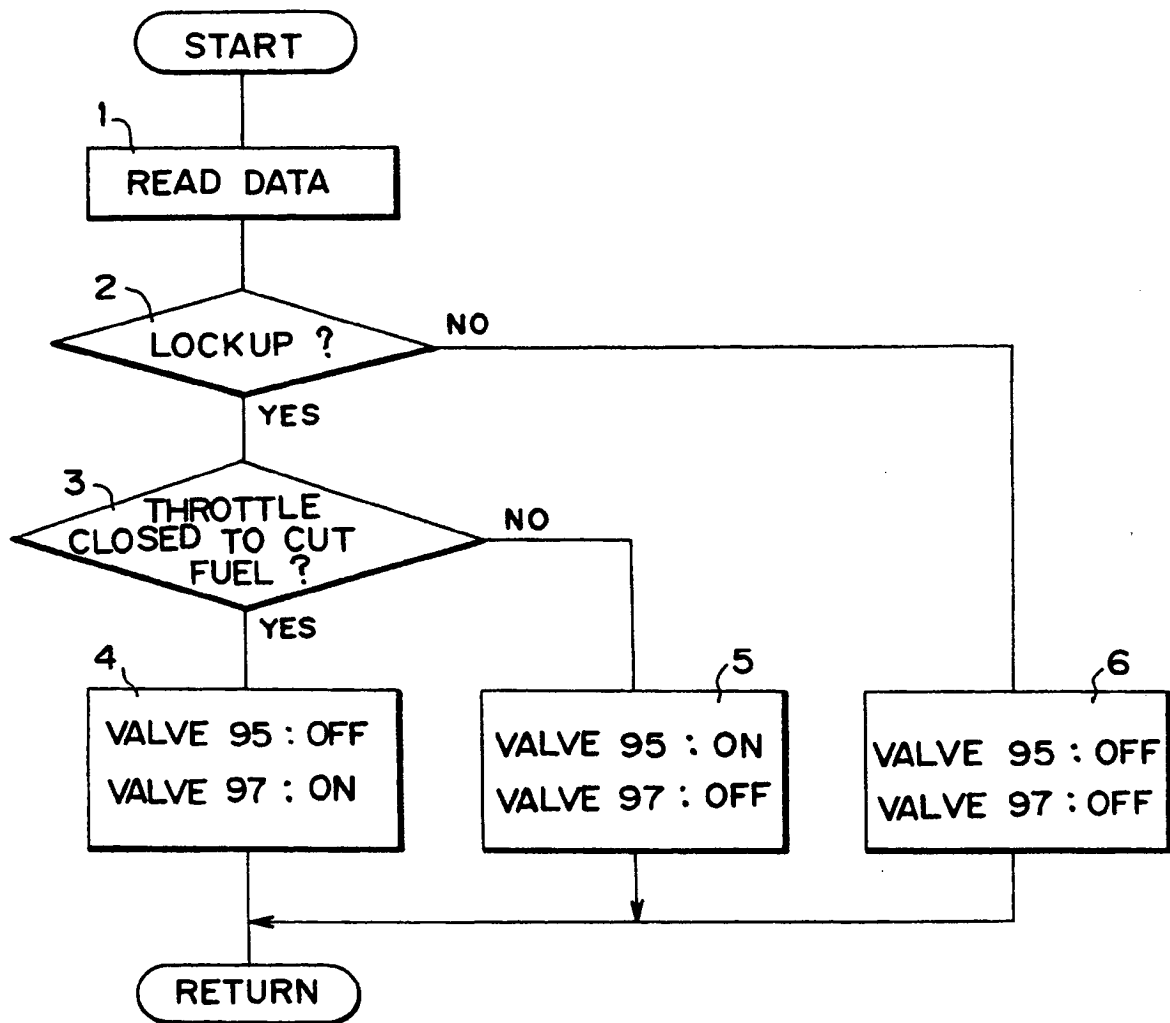 START
1
READ DATA
2
LOCKUP ?
NO
YES
3
THROTTLE
CLOSED TO CUT
FUEL ?
NO
YES
4
VALVE 95 : OFF
VALVE 97 : ON
5
VALVE 95 : ON
VALVE 97 : OFF
6
VALVE 95 : OFF
VALVE 97 : OFF
RETURN